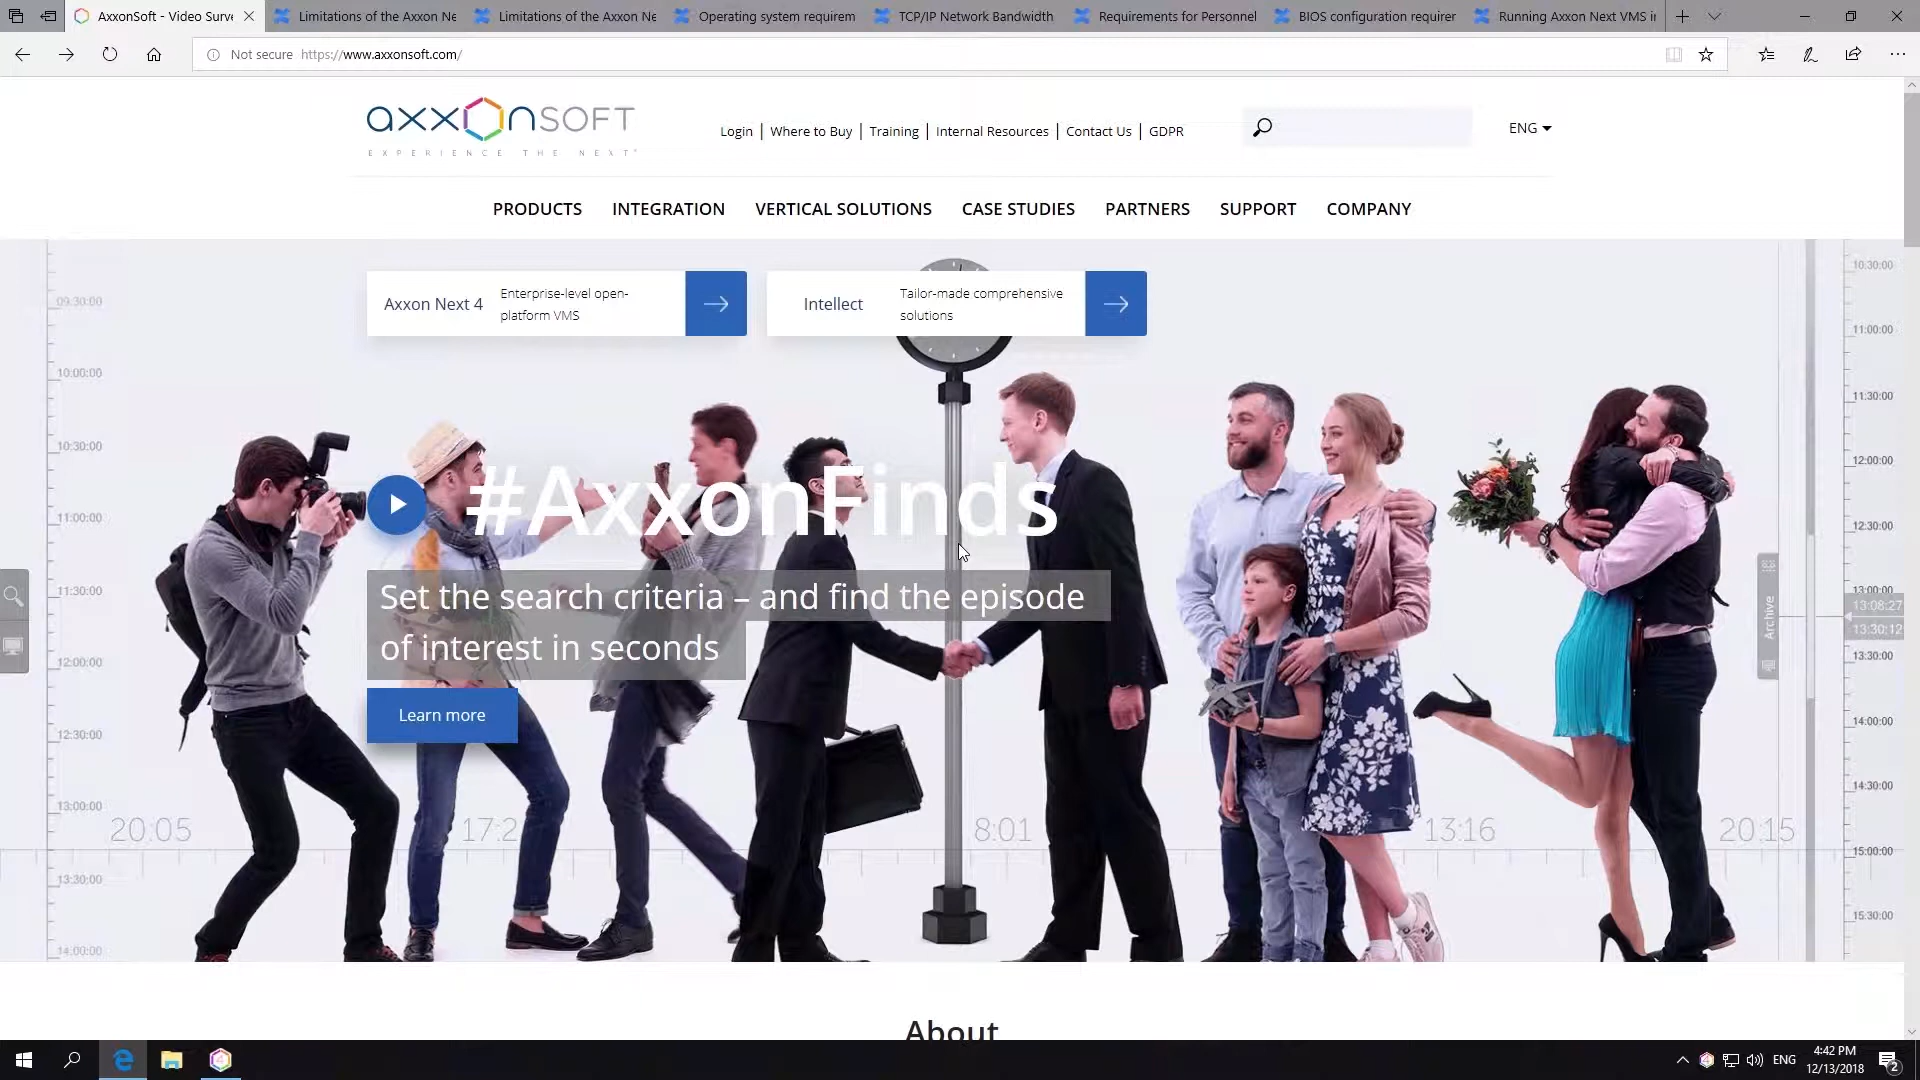 AxxonSoft - Video Surve
Limitations of the Axxon Ne
Limitations of the Axxon Ne
Operating system requirem
TCP/IP Network Bandwidth
Requirements for Personnel
BIOS configuration requirer
Running Axxon Next VMS in
Not secure https://www.axxonsoft.com/
axxonsoft
EXPERIENCE THE NEXT
Login | Where to Buy | Training | Internal Resources | Contact Us | GDPR
ENG
PRODUCTS INTEGRATION VERTICAL SOLUTIONS CASE STUDIES PARTNERS SUPPORT COMPANY
Axxon Next 4
Enterprise-level open-
platform VMS
Intellect
Tailor-made comprehensive
solutions
#AxxonFinds
Set the search criteria – and find the episode
of interest in seconds
Learn more
09:30:00
10:00:00
10:30:00
11:00:00
11:30:00
12:00:00
12:30:00
13:00:00
13:30:00
14:00:00
10:30:00
11:00:00
11:30:00
12:00:00
12:30:00
13:00:00
13:08:27
13:30:12
13:30:00
14:00:00
14:30:00
15:00:00
15:30:00
Archive
20:05
17:2
8:01
13:16
20:15
About
ENG
4:42 PM
12/13/2018
2